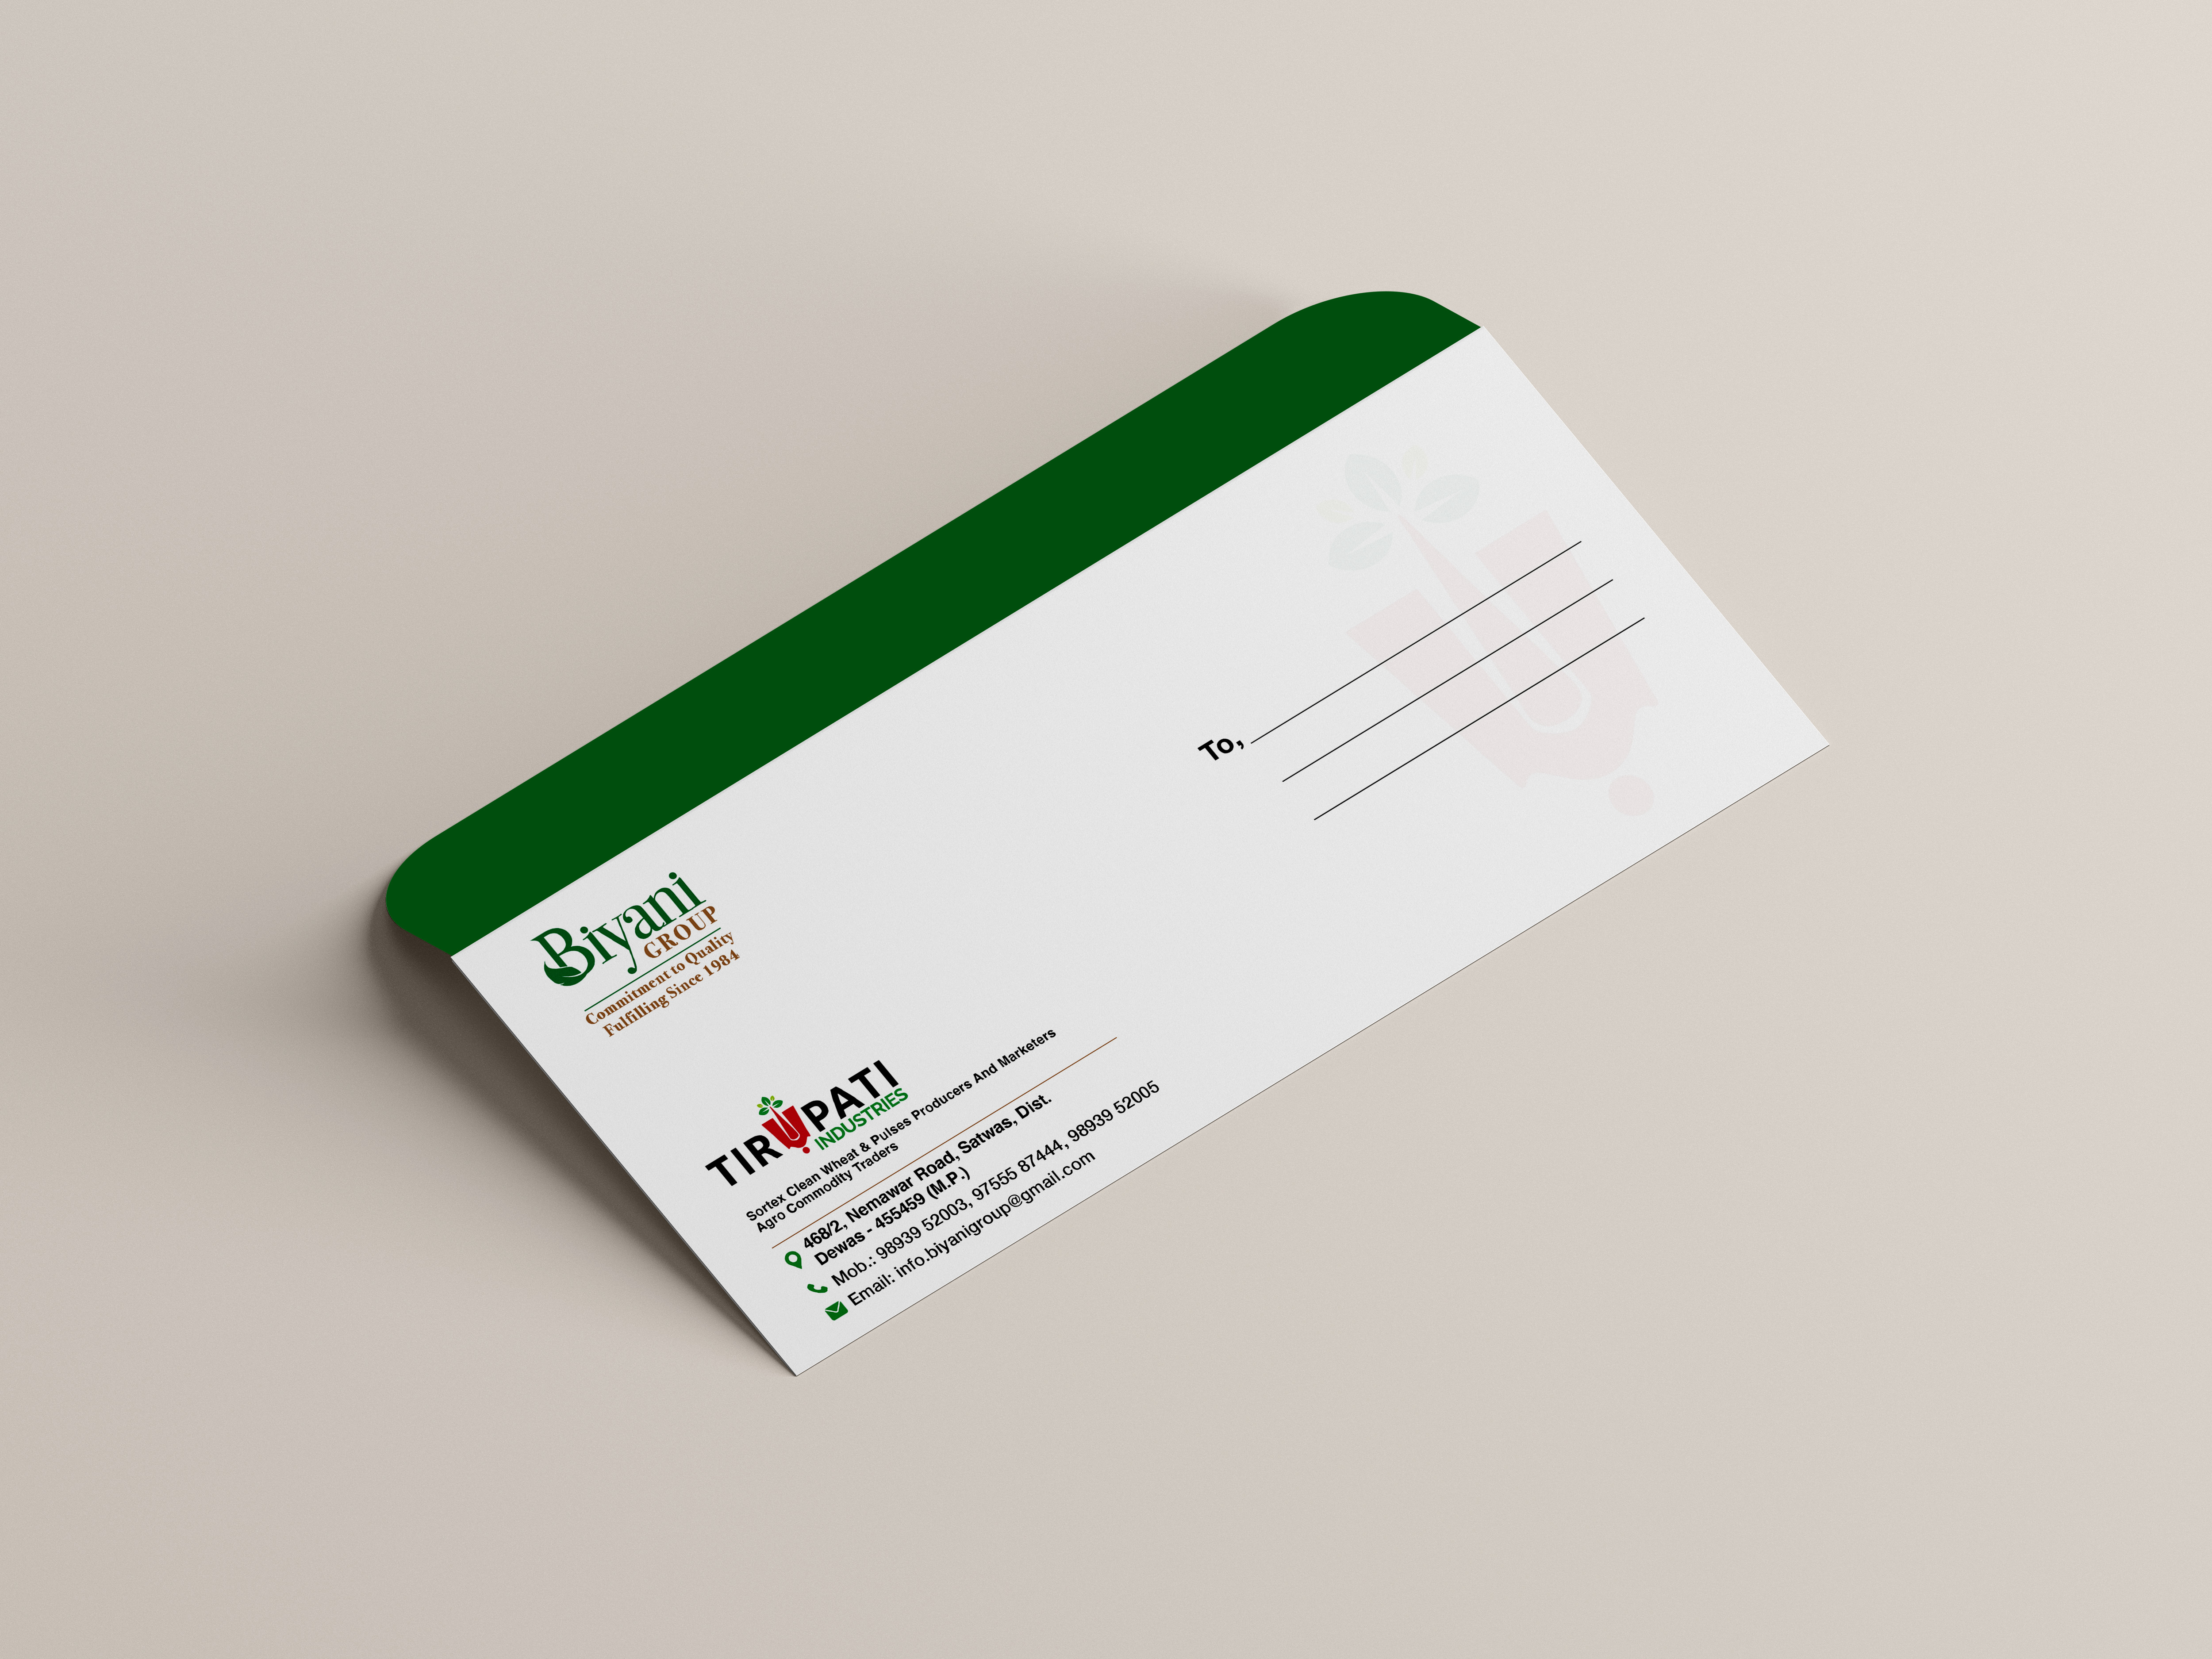 Biyani
GROUP
Commitment to Quality
Fulfilling Since 1984
To,
TIRUPATI
INDUSTRIES
Sortex Clean Wheat & Pulses Producers And Marketers
Agro Commodity Traders
468/2, Nemawar Road, Satwas, Dist.
Dewas - 455459 (M.P.)
Mob.: 98939 52003, 97555 87444, 98939 52005
Email: info.biyanigroup@gmail.com